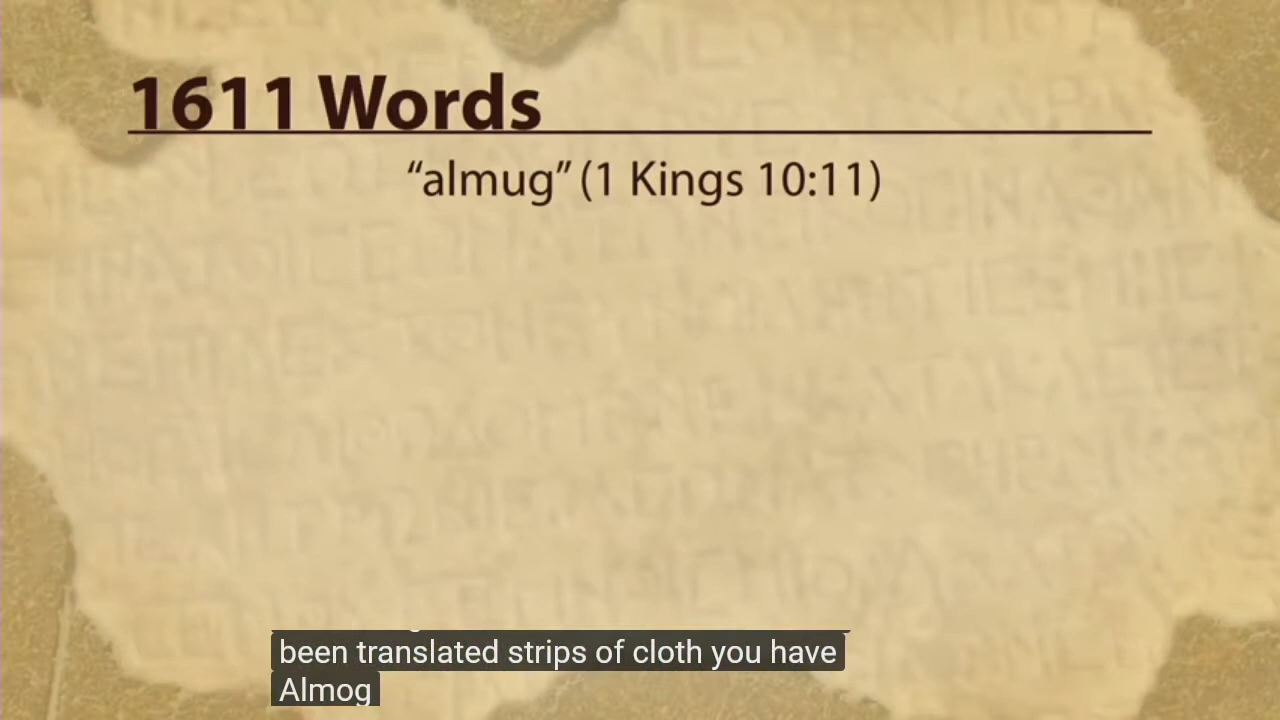 1611 Words
“almug” (1 Kings 10:11)
been translated strips of cloth you have
Almog